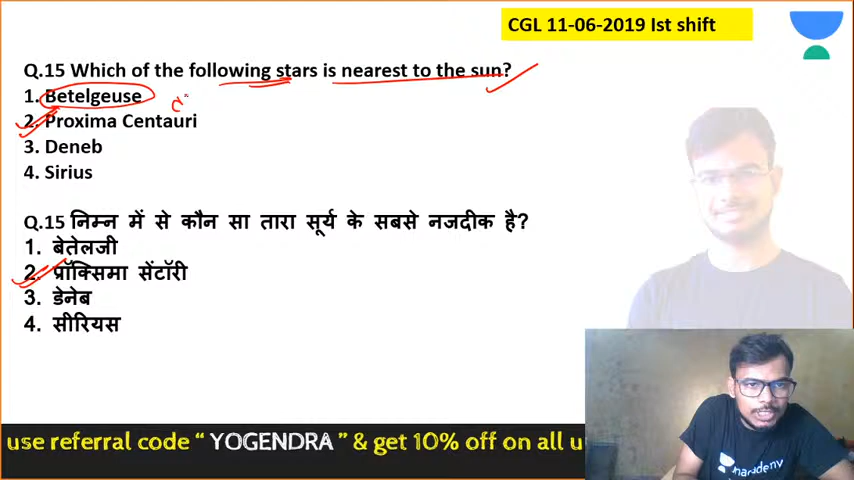 CGL 11-06-2019 Ist shift
Q.15 Which of the following stars is nearest to the sun?
1. Betelgeuse
2. Proxima Centauri
3. Deneb
4. Sirius
Q.15 निम्न में से कौन सा तारा सूर्य के सबसे नजदीक है?
1. बेतेलजी
2. प्रॉक्सिमा सेंटॉरी
3. डेनेब
4. सीरियस
use referral code “ YOGENDRA ” & get 10% off on all u